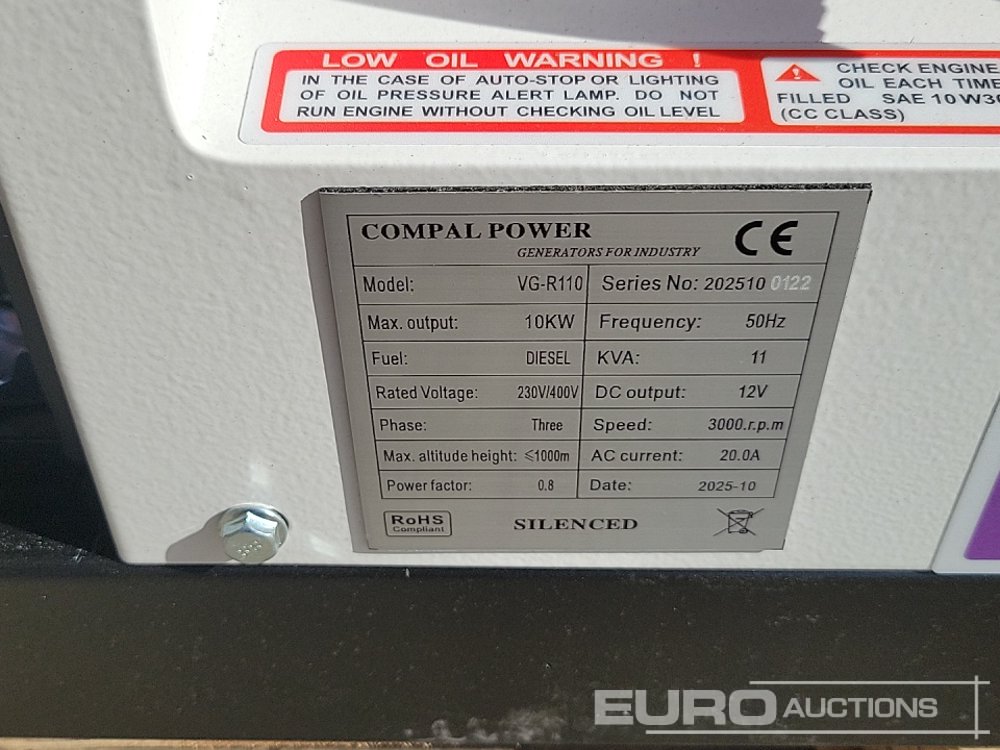 LOW OIL WARNING !
IN THE CASE OF AUTO-STOP OR LIGHTING
OF OIL PRESSURE ALERT LAMP. DO NOT
RUN ENGINE WITHOUT CHECKING OIL LEVEL
CHECK ENGINE
OIL EACH TIME
FILLED SAE 10W30
(CC CLASS)
COMPAL POWER
GENERATORS FOR INDUSTRY
CE
Model: VG-R110 Series No: 202510 0122
Max. output: 10KW Frequency: 50Hz
Fuel: DIESEL KVA: 11
Rated Voltage: 230V/400V DC output: 12V
Phase: Three Speed: 3000.r.p.m
Max. altitude height: ≤1000m AC current: 20.0A
Power factor: 0.8 Date: 2025-10
RoHS
Compliant
SILENCED
EURO AUCTIONS